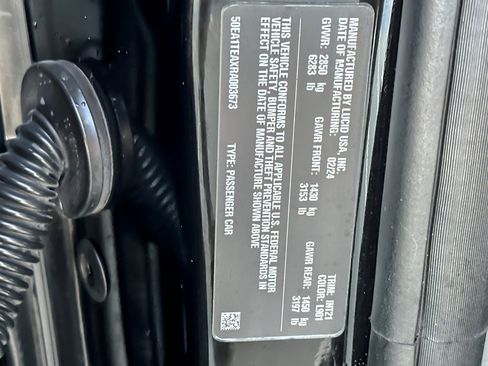 MANUFACTURED BY LUCID USA, INC.
DATE OF MANUFACTURING: 02/24 TRIM: INT21
COLOR: L901
GVWR: 2850 kg GAWR FRONT: 1430 kg GAWR REAR: 1450 kg
6283 lb 3153 lb 3197 lb
THIS VEHICLE CONFORMS TO ALL APPLICABLE U.S. FEDERAL MOTOR
VEHICLE SAFETY, BUMPER AND THEFT PREVENTION STANDARDS IN
EFFECT ON THE DATE OF MANUFACTURE SHOWN ABOVE
50EA1TEAXRA003673 TYPE: PASSENGER CAR